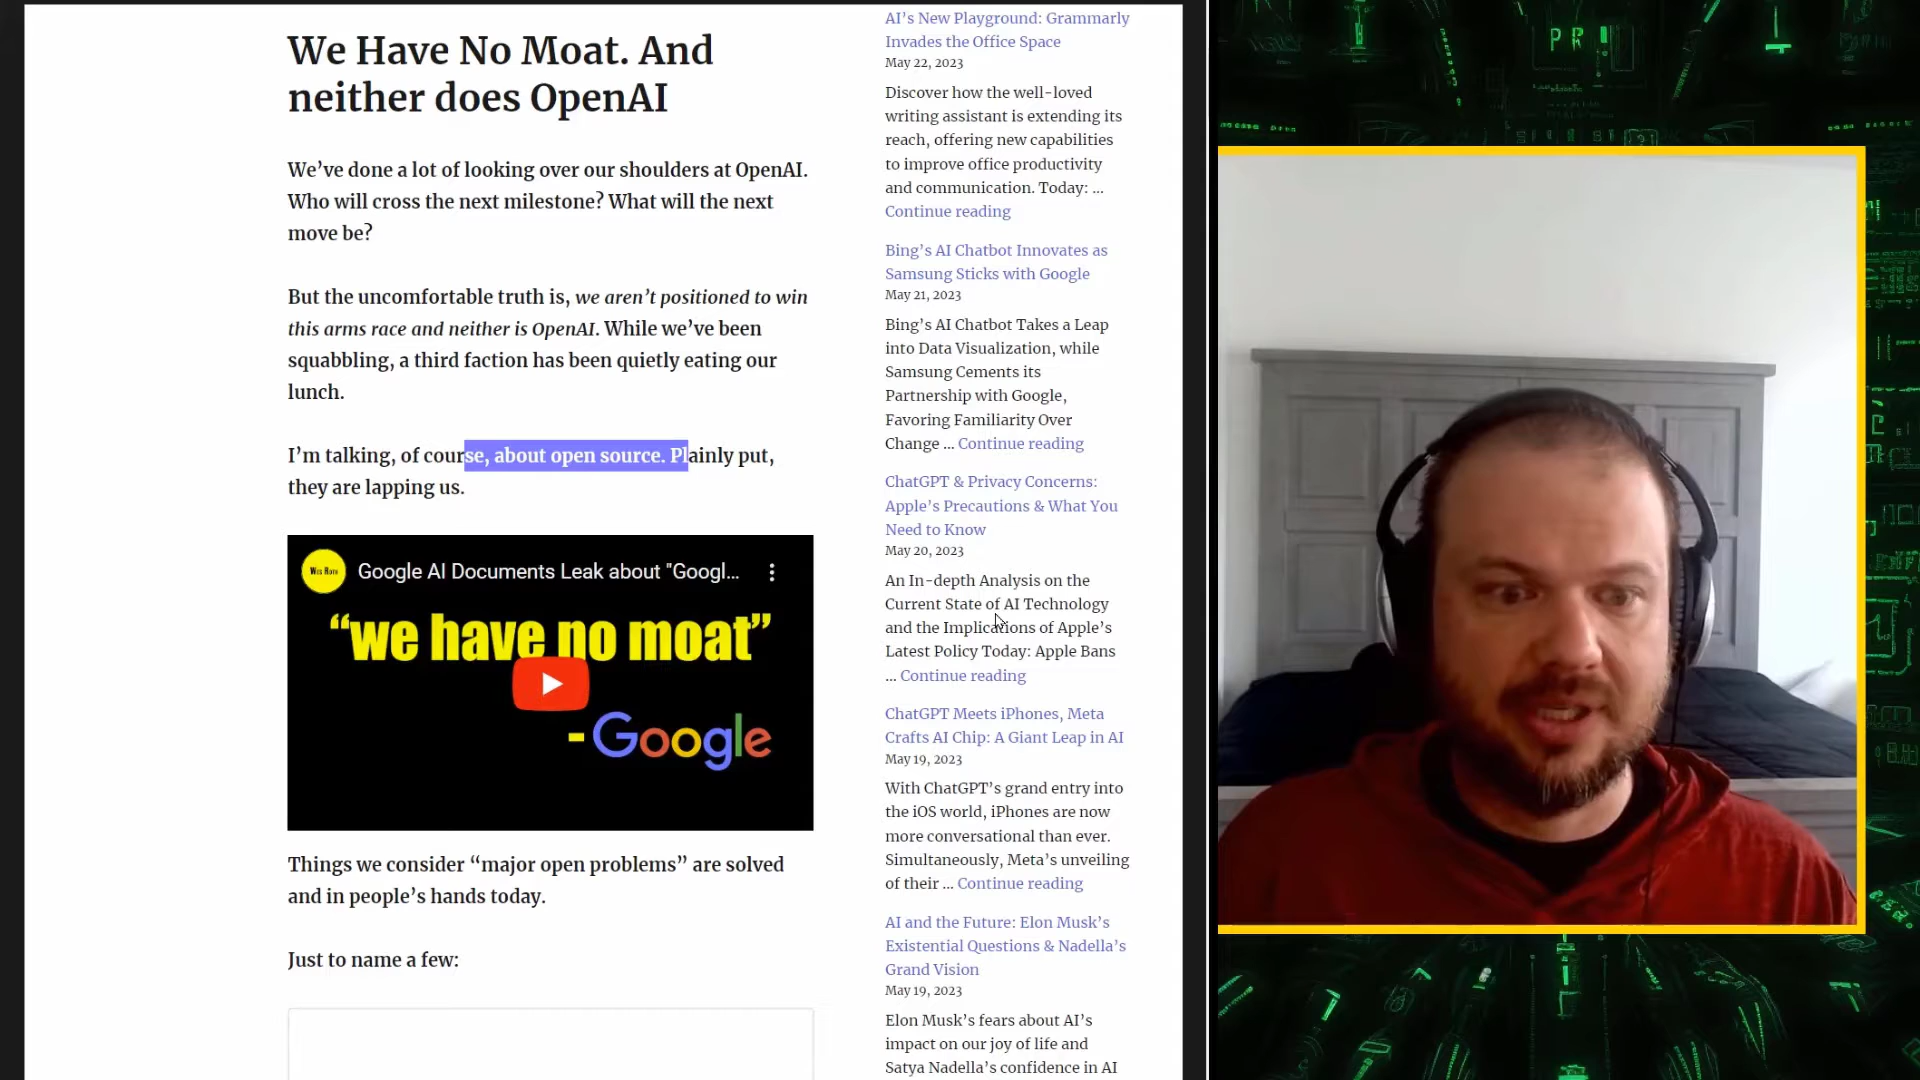 We Have No Moat. And
neither does OpenAI
We’ve done a lot of looking over our shoulders at OpenAI.
Who will cross the next milestone? What will the next
move be?
But the uncomfortable truth is, we aren’t positioned to win
this arms race and neither is OpenAI. While we’ve been
squabbling, a third faction has been quietly eating our
lunch.
I’m talking, of course, about open source. Plainly put,
they are lapping us.
WES ROTH
Google AI Documents Leak about "Googl...
“we have no moat”
- Google
Things we consider “major open problems” are solved
and in people’s hands today.
Just to name a few:
AI’s New Playground: Grammarly
Invades the Office Space
May 22, 2023
Discover how the well-loved
writing assistant is extending its
reach, offering new capabilities
to improve office productivity
and communication. Today: ...
Continue reading
Bing’s AI Chatbot Innovates as
Samsung Sticks with Google
May 21, 2023
Bing’s AI Chatbot Takes a Leap
into Data Visualization, while
Samsung Cements its
Partnership with Google,
Favoring Familiarity Over
Change ... Continue reading
ChatGPT & Privacy Concerns:
Apple’s Precautions & What You
Need to Know
May 20, 2023
An In-depth Analysis on the
Current State of AI Technology
and the Implications of Apple’s
Latest Policy Today: Apple Bans
... Continue reading
ChatGPT Meets iPhones, Meta
Crafts AI Chip: A Giant Leap in AI
May 19, 2023
With ChatGPT’s grand entry into
the iOS world, iPhones are now
more conversational than ever.
Simultaneously, Meta’s unveiling
of their ... Continue reading
AI and the Future: Elon Musk’s
Existential Questions & Nadella’s
Grand Vision
May 19, 2023
Elon Musk’s fears about AI’s
impact on our joy of life and
Satya Nadella’s confidence in AI